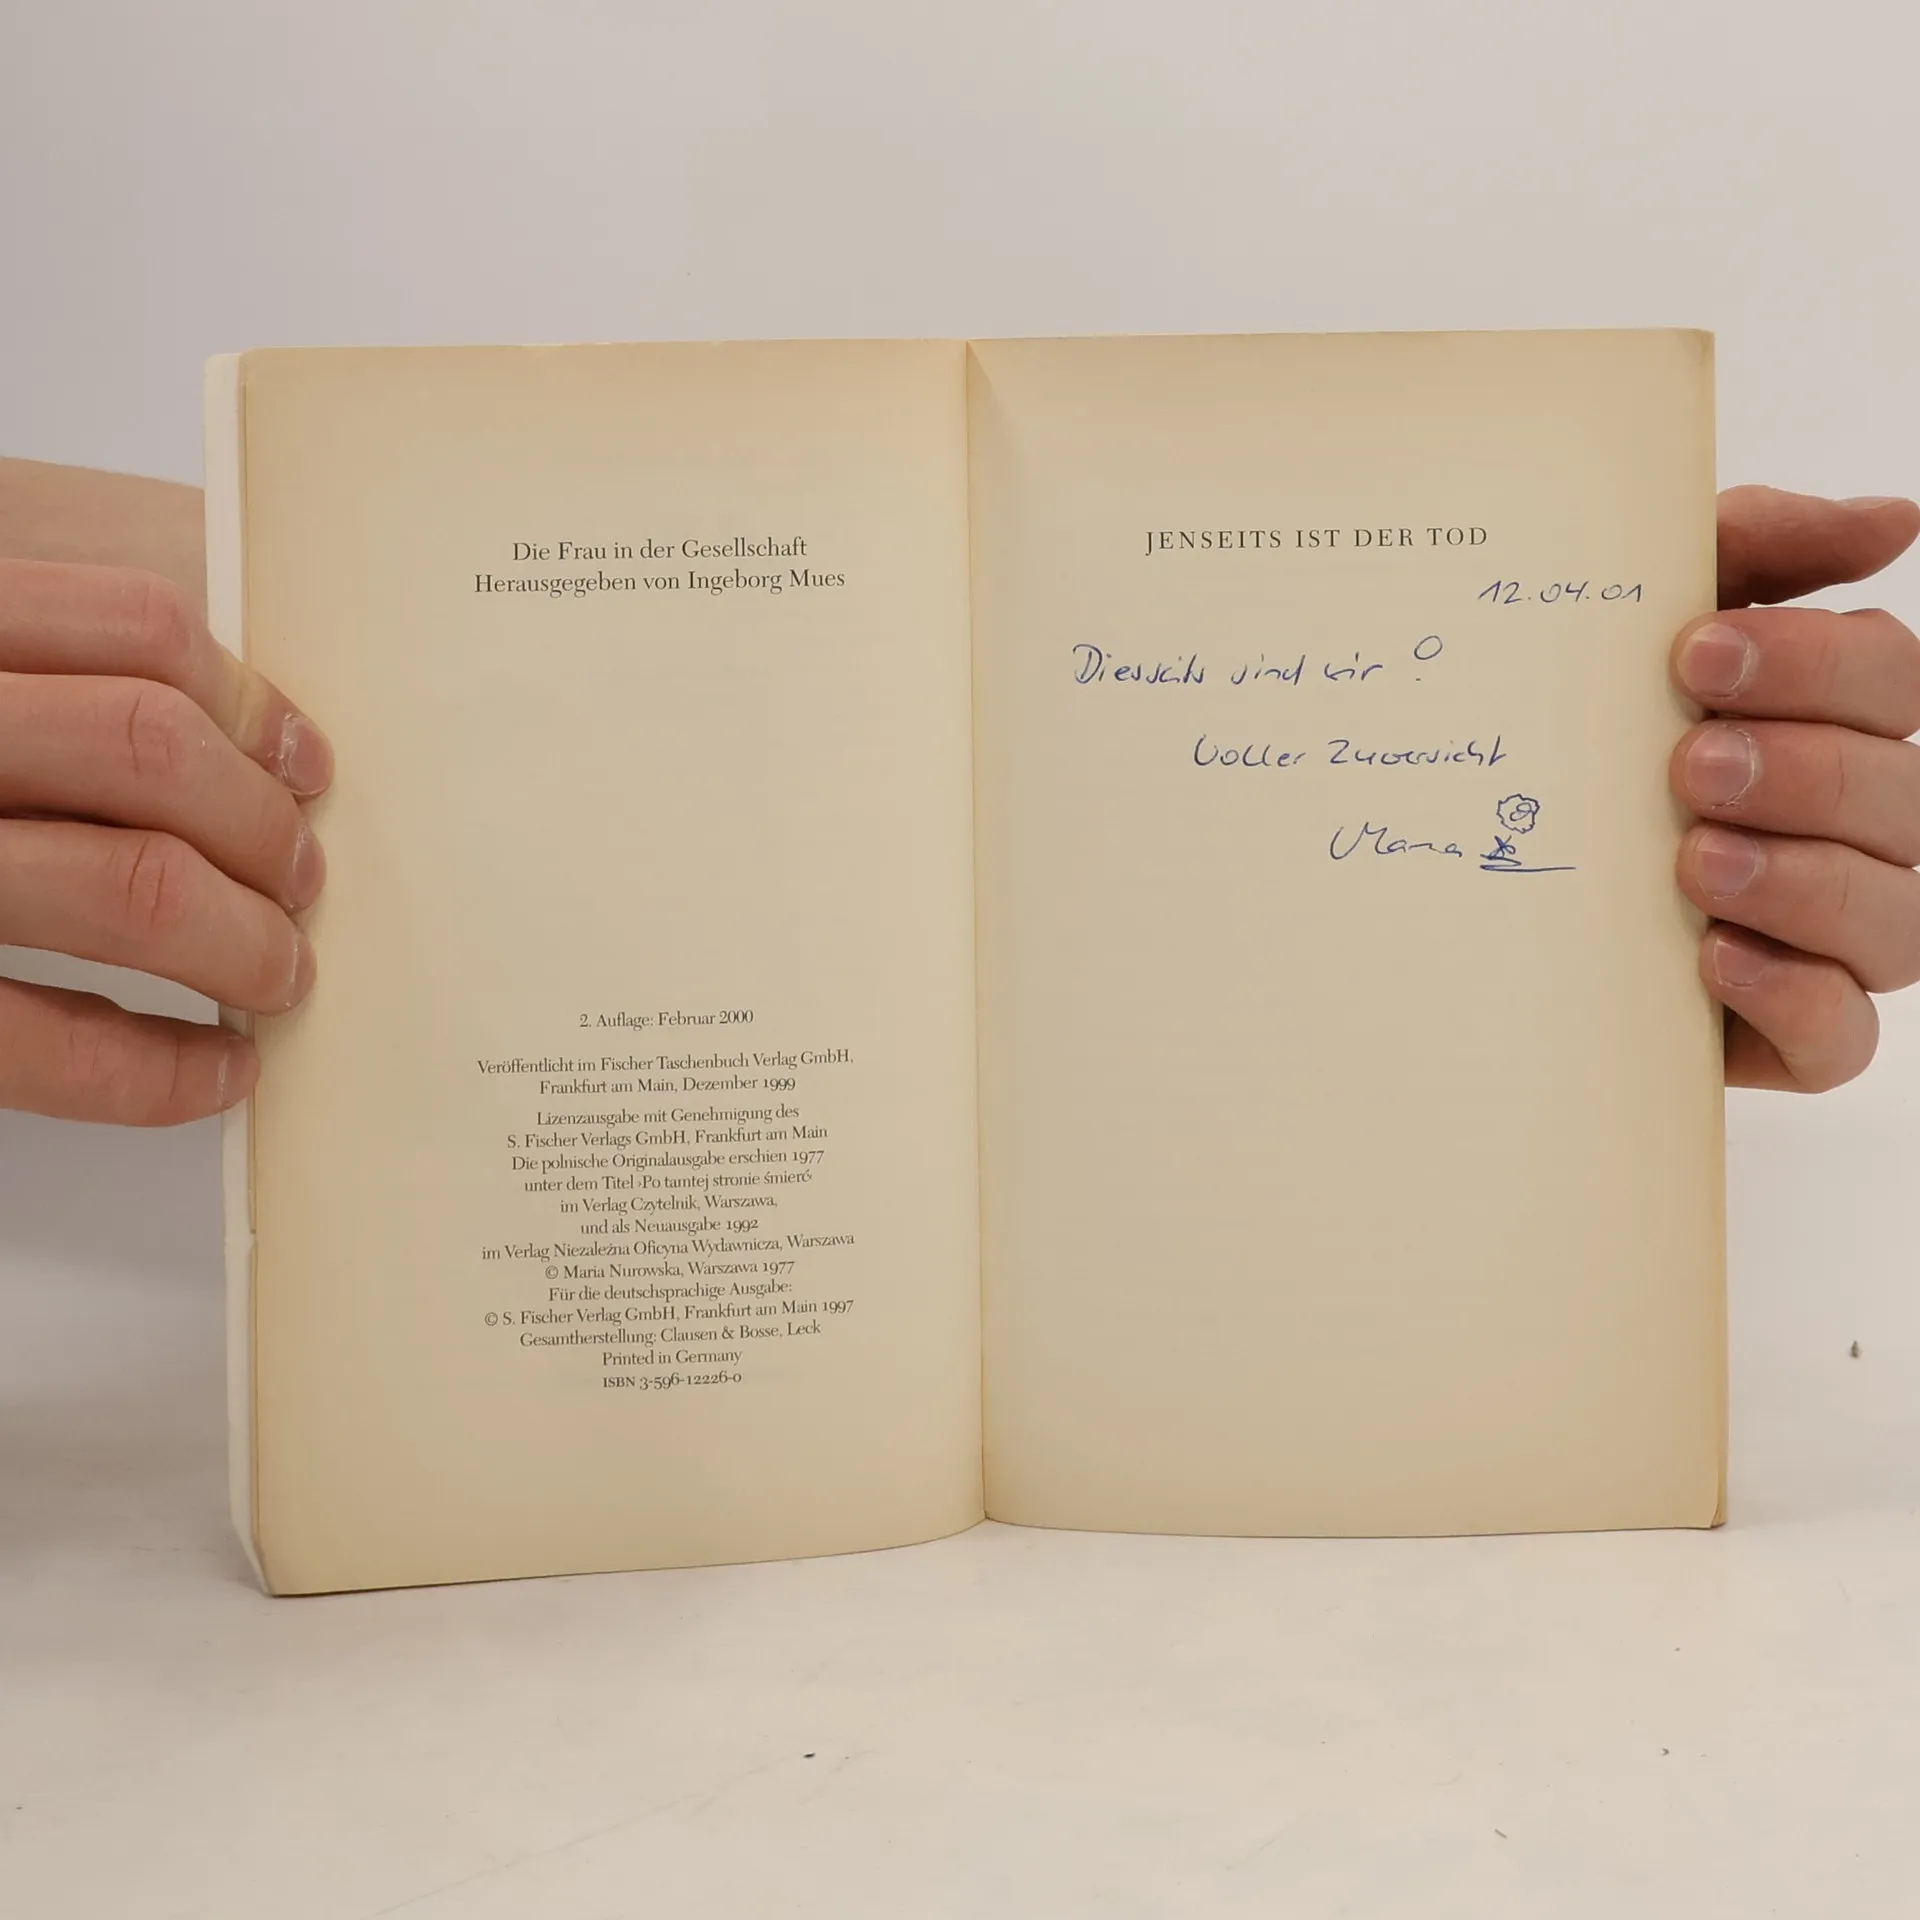 Die Frau in der Gesellschaft
Herausgegeben von Ingeborg Mues
2. Auflage: Februar 2000
Veröffentlicht im Fischer Taschenbuch Verlag GmbH,
Frankfurt am Main, Dezember 1999
Lizenzausgabe mit Genehmigung des
S. Fischer Verlags GmbH, Frankfurt am Main
Die polnische Originalausgabe erschien 1977
unter dem Titel ›Po tamtej stronie śmierć‹
im Verlag Czytelnik, Warszawa,
und als Neuausgabe 1992
im Verlag Niezależna Oficyna Wydawnicza, Warszawa
© Maria Nurowska, Warszawa 1977
Für die deutschsprachige Ausgabe:
© S. Fischer Verlag GmbH, Frankfurt am Main 1997
Gesamtherstellung: Clausen & Bosse, Leck
Printed in Germany
ISBN 3-596-12226-0
JENSEITS IST DER TOD
12.04.01
Diesseits sind wir!
Voller Zuversicht